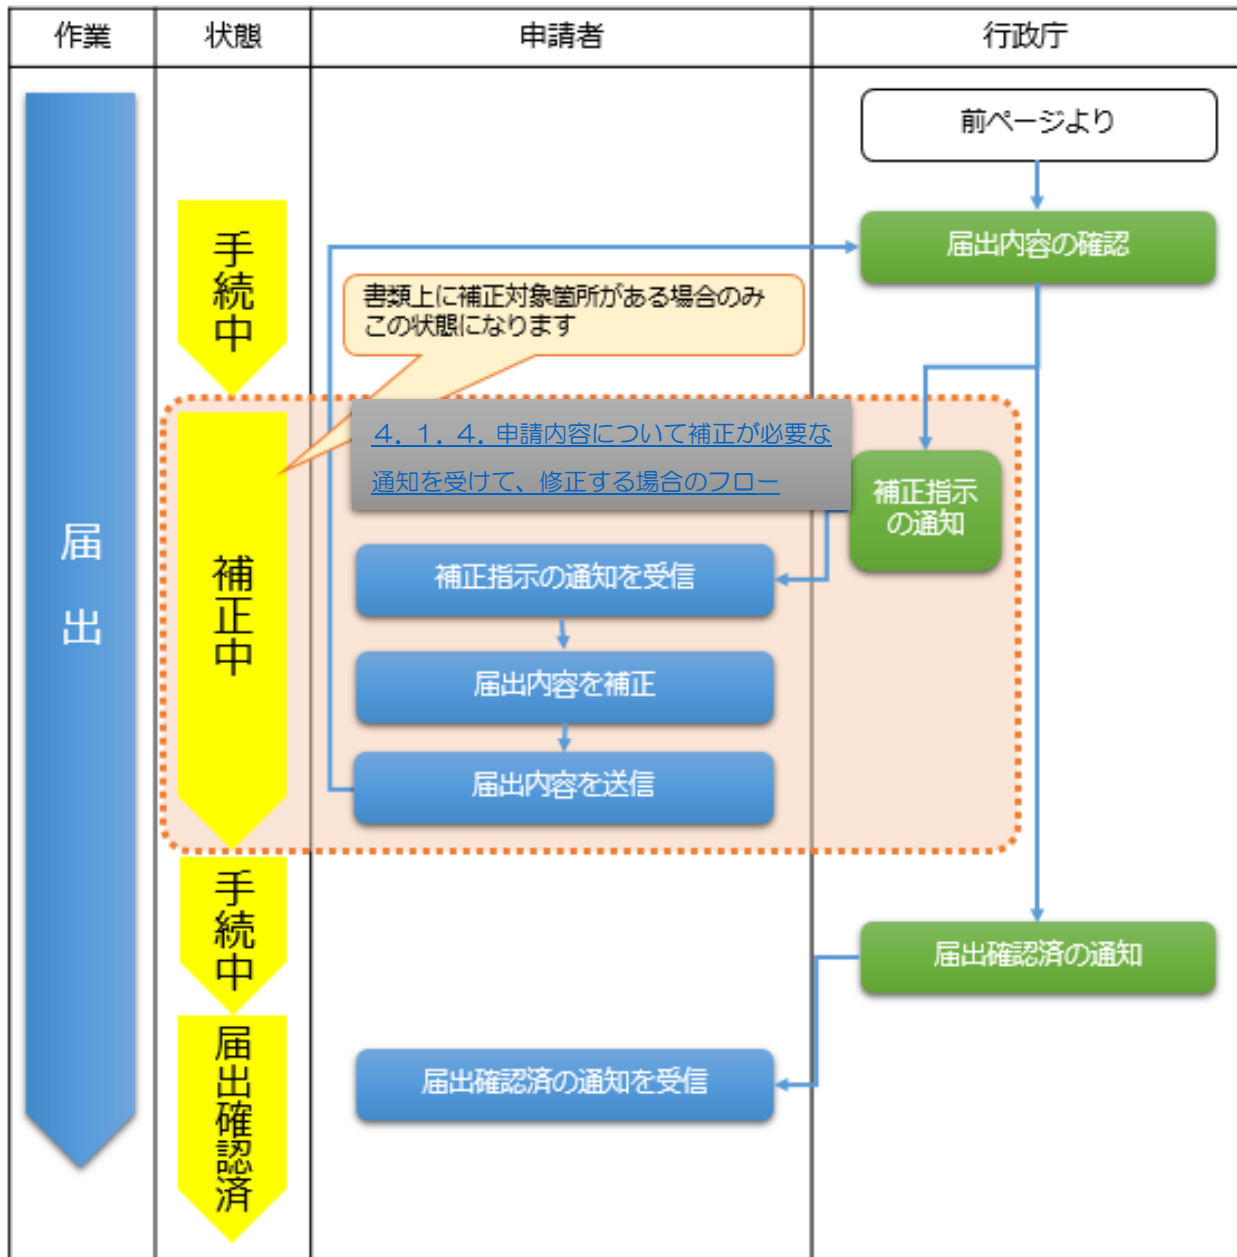 作業
状態
申請者
行政庁
前ページより
届出内容の確認
手続中
書類上に補正対象箇所がある場合のみ
この状態になります
4．1．4．申請内容について補正が必要な
通知を受けて、修正する場合のフロー
補正指示
の通知
届出
補正中
補正指示の通知を受信
届出内容を補正
届出内容を送信
手続中
届出確認済の通知
届出確認済
届出確認済の通知を受信